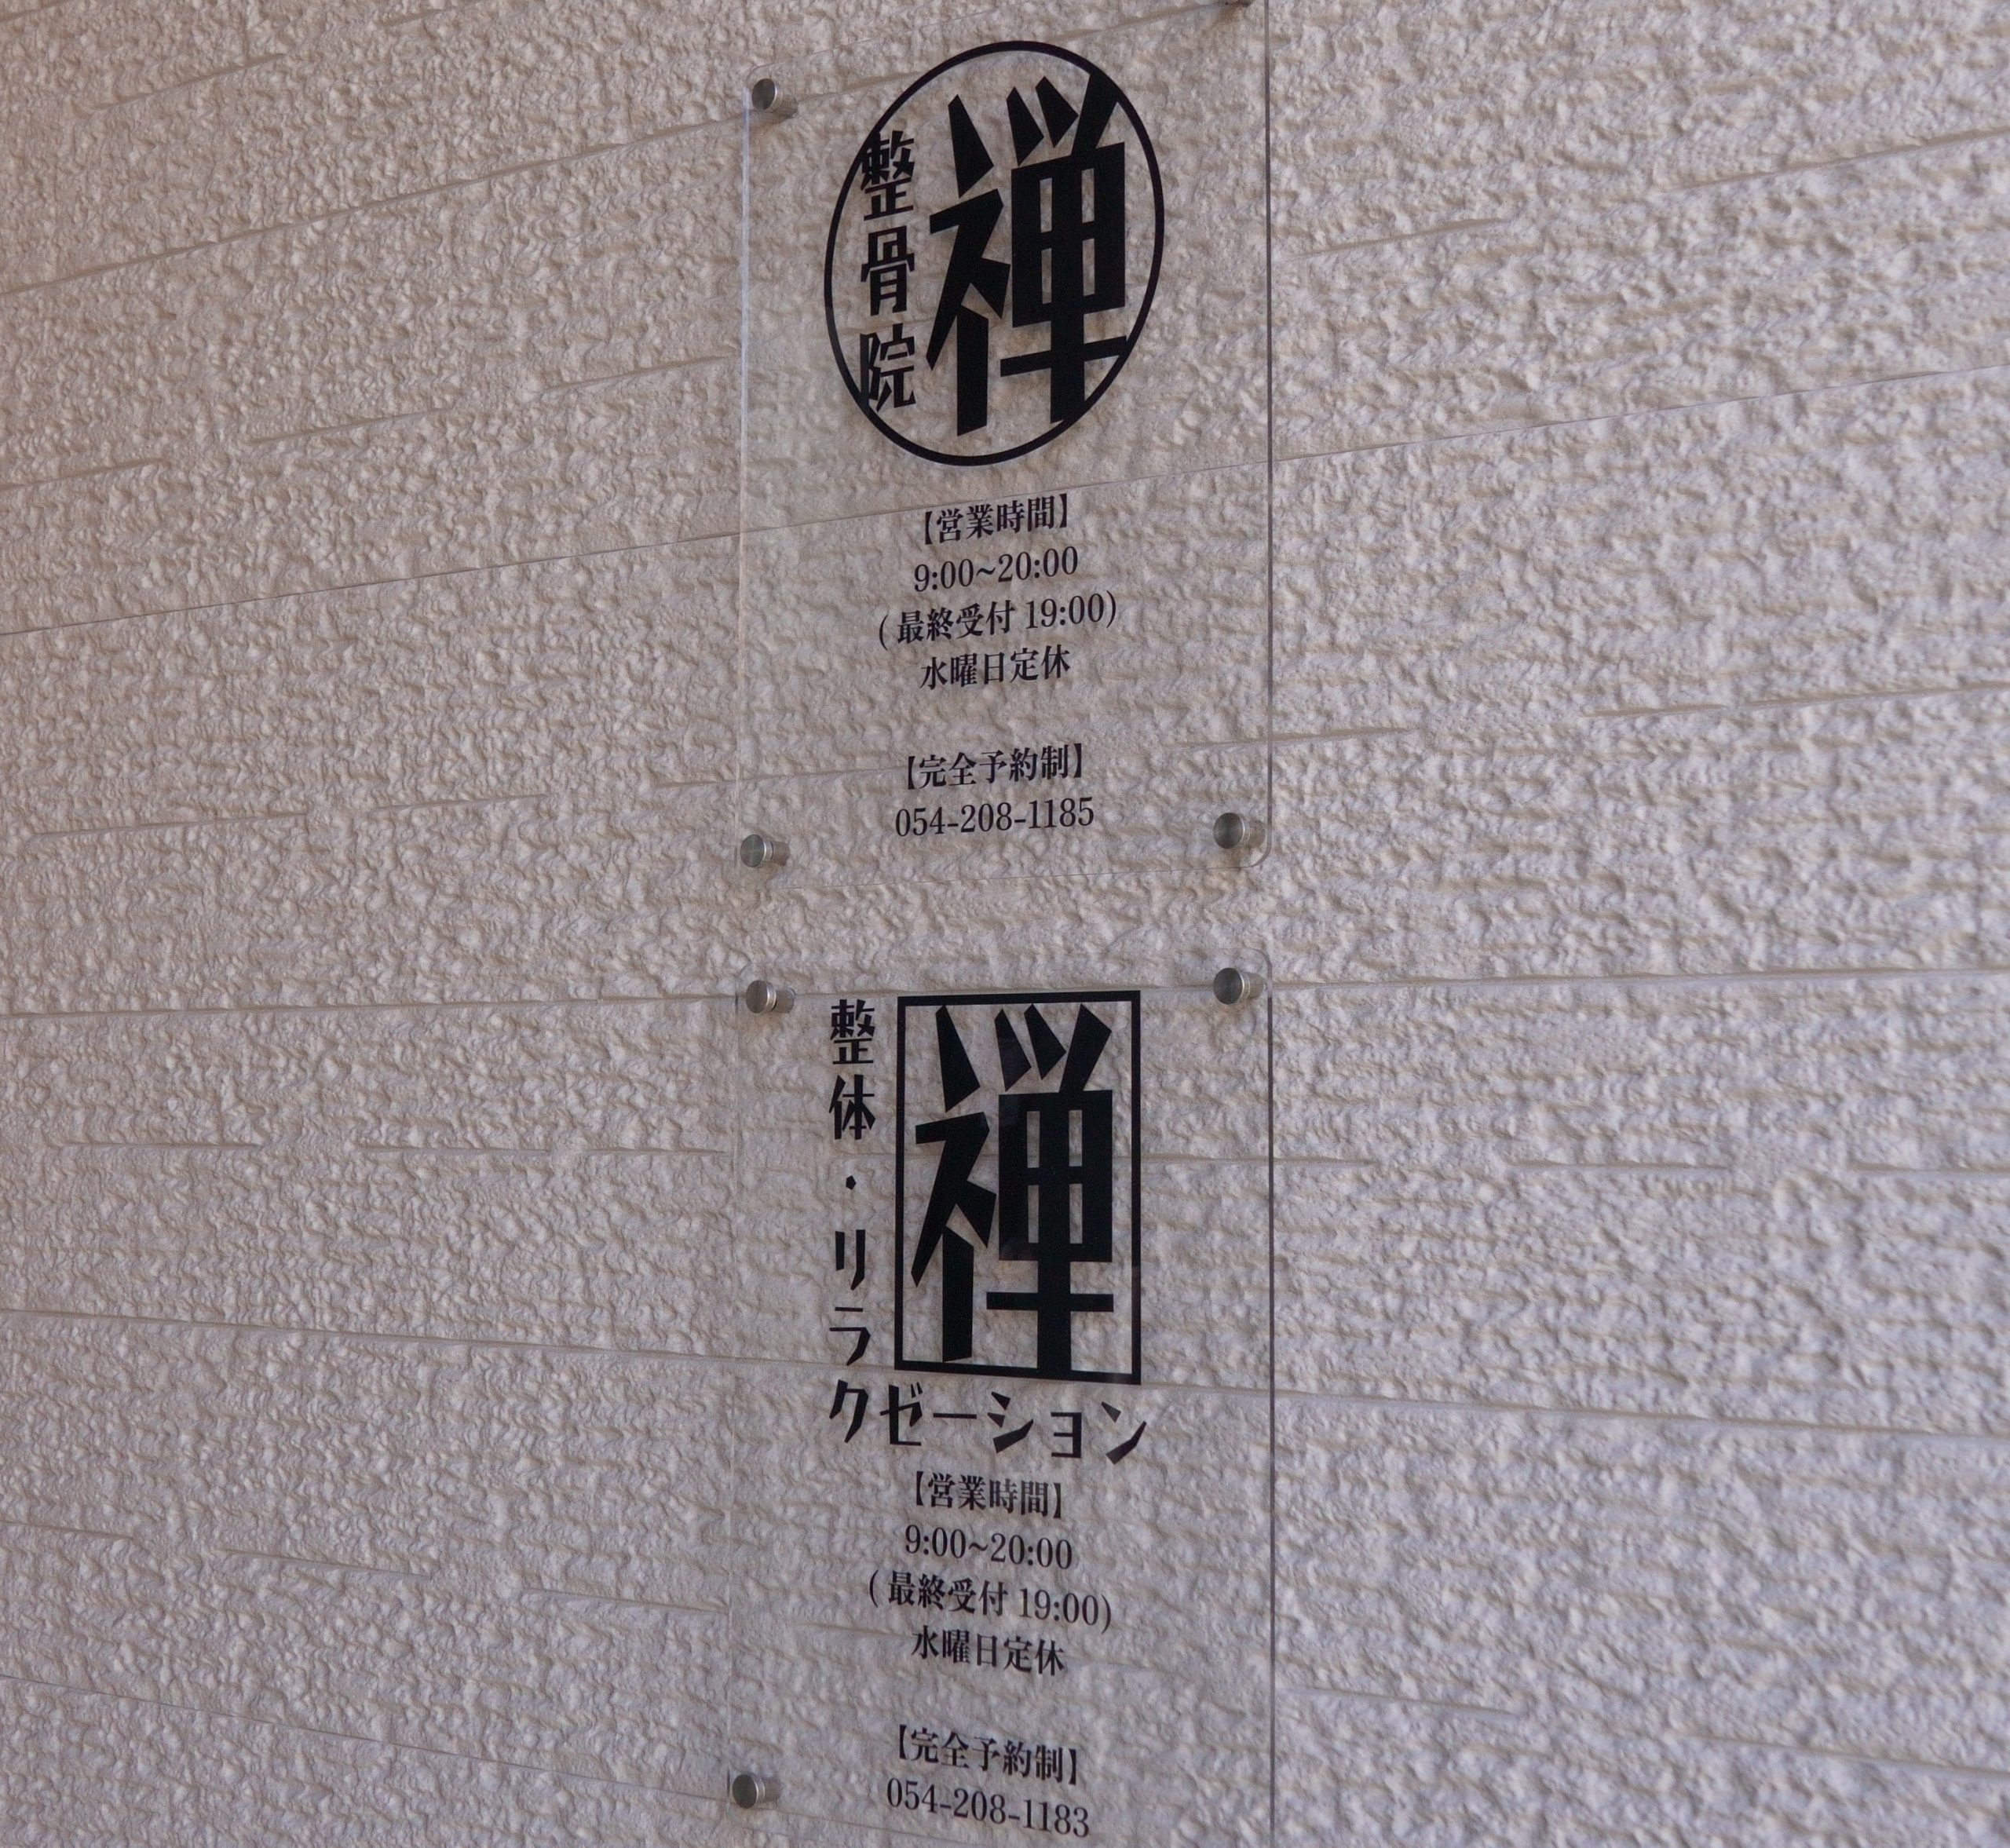 禅
整骨院
【営業時間】
9:00~20:00
(最終受付 19:00)
水曜日定休
【完全予約制】
054-208-1185
禅
整体・リラクゼーション
【営業時間】
9:00~20:00
(最終受付 19:00)
水曜日定休
【完全予約制】
054-208-1183